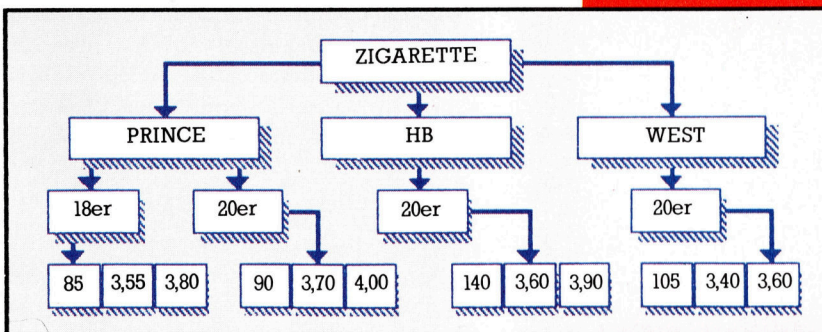 ZIGARETTE
PRINCE HB WEST
18er 20er 20er 20er
85 3,55 3,80 90 3,70 4,00 140 3,60 3,90 105 3,40 3,60